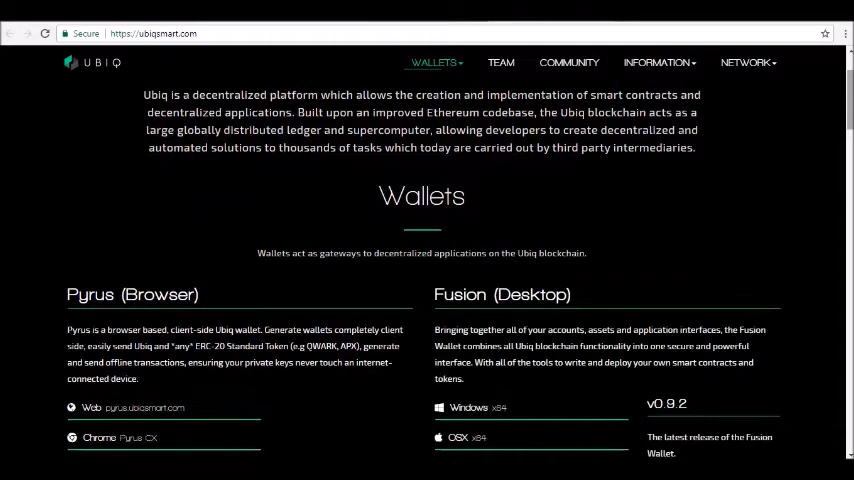 Secure | https://ubiqsmart.com
UBIQ
WALLETS TEAM COMMUNITY INFORMATION NETWORK
Ubiq is a decentralized platform which allows the creation and implementation of smart contracts and
decentralized applications. Built upon an improved Ethereum codebase, the Ubiq blockchain acts as a
large globally distributed ledger and supercomputer, allowing developers to create decentralized and
automated solutions to thousands of tasks which today are carried out by third party intermediaries.
Wallets
Wallets act as gateways to decentralized applications on the Ubiq blockchain.
Pyrus (Browser)
Pyrus is a browser based, client-side Ubiq wallet. Generate wallets completely client
side, easily send Ubiq and *any* ERC-20 Standard Token (e.g QWARK, APX), generate
and send offline transactions, ensuring your private keys never touch an internet-
connected device.
Web pyrus.ubiqsmart.com
Chrome Pyrus CX
Fusion (Desktop)
Bringing together all of your accounts, assets and application interfaces, the Fusion
Wallet combines all Ubiq blockchain functionality into one secure and powerful
interface. With all of the tools to write and deploy your own smart contracts and
tokens.
Windows x64
OSX x64
v0.9.2
The latest release of the Fusion
Wallet.